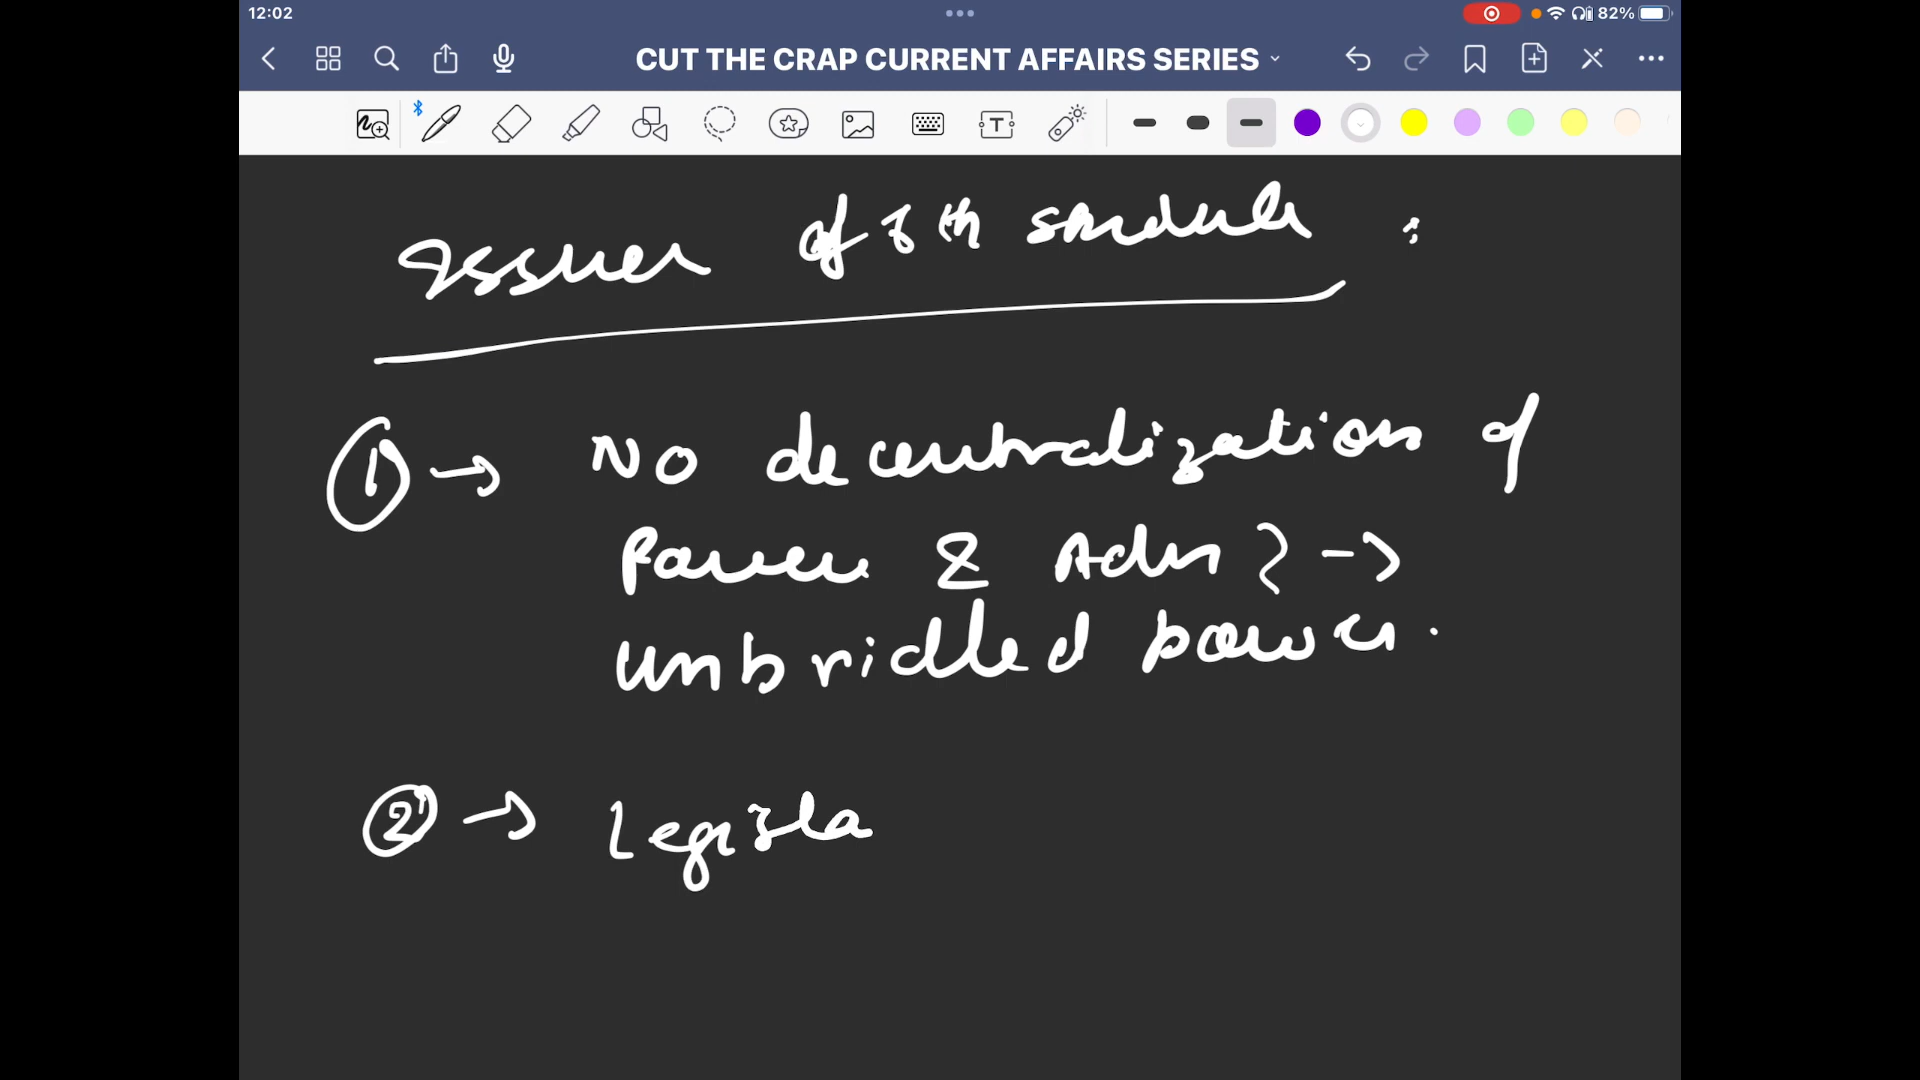 12:02
82%
CUT THE CRAP CURRENT AFFAIRS SERIES
T
Issues of 6th Schedule :
1 → No decentralization of
Power & Adm } →
Unbridled power.
2 → Legisla